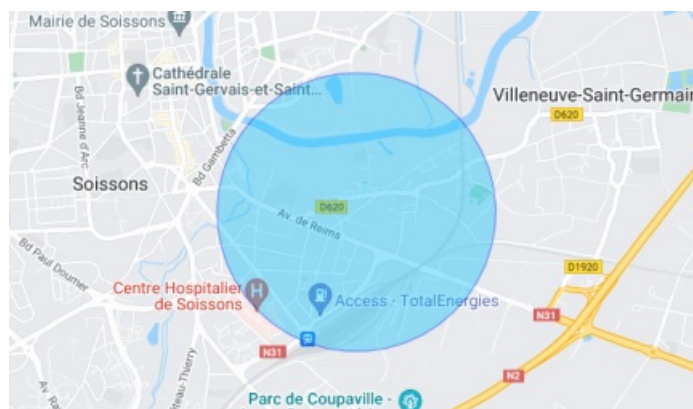 Mairie de Soissons
Cathédrale
Saint-Gervais-et-Saint...
Villeneuve-Saint-Germain
D620
Bd Jeanne d'Arc
Bd Gambetta
Soissons
D620
Av. de Reims
Bd Paul Doumer
D1920
Centre Hospitalier
de Soissons
H
Access - TotalEnergies
N31
N31
N2
Parc de Coupaville -